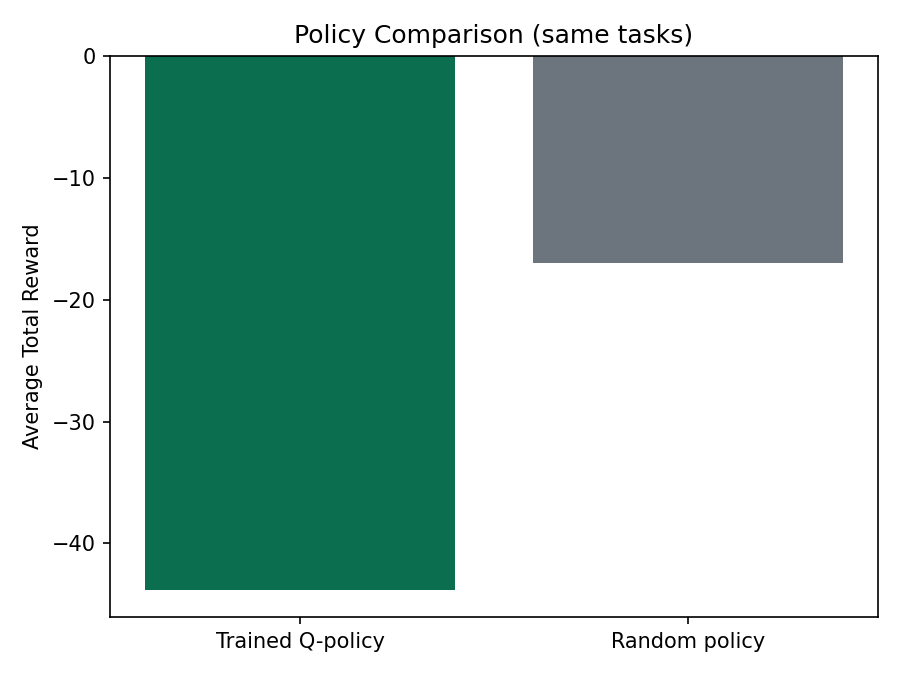 Policy Comparison (same tasks)
Average Total Reward
0
−10
−20
−30
−40
Trained Q-policy
Random policy